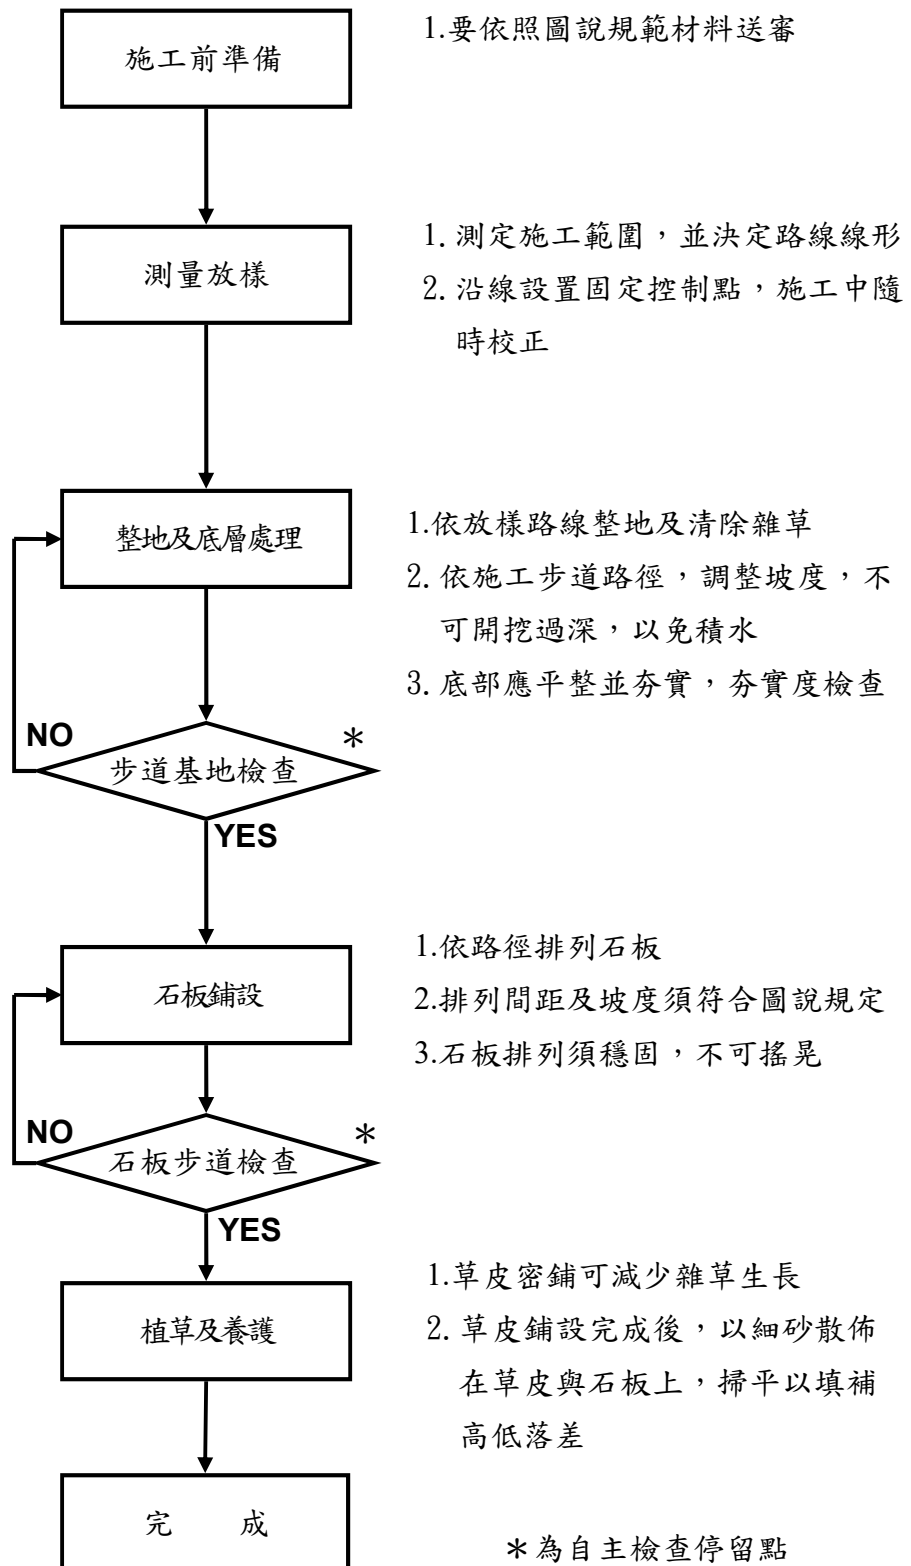 施工前準備
1.要依照圖說規範材料送審
測量放樣
1. 測定施工範圍，並決定路線線形
2. 沿線設置固定控制點，施工中隨
時校正
整地及底層處理
1.依放樣路線整地及清除雜草
2. 依施工步道路徑，調整坡度，不
可開挖過深，以免積水
3. 底部應平整並夯實，夯實度檢查
NO
＊
步道基地檢查
YES
石板鋪設
1.依路徑排列石板
2.排列間距及坡度須符合圖說規定
3.石板排列須穩固，不可搖晃
NO
＊
石板步道檢查
YES
植草及養護
1.草皮密鋪可減少雜草生長
2. 草皮鋪設完成後，以細砂散佈
在草皮與石板上，掃平以填補
高低落差
完 成
＊為自主檢查停留點